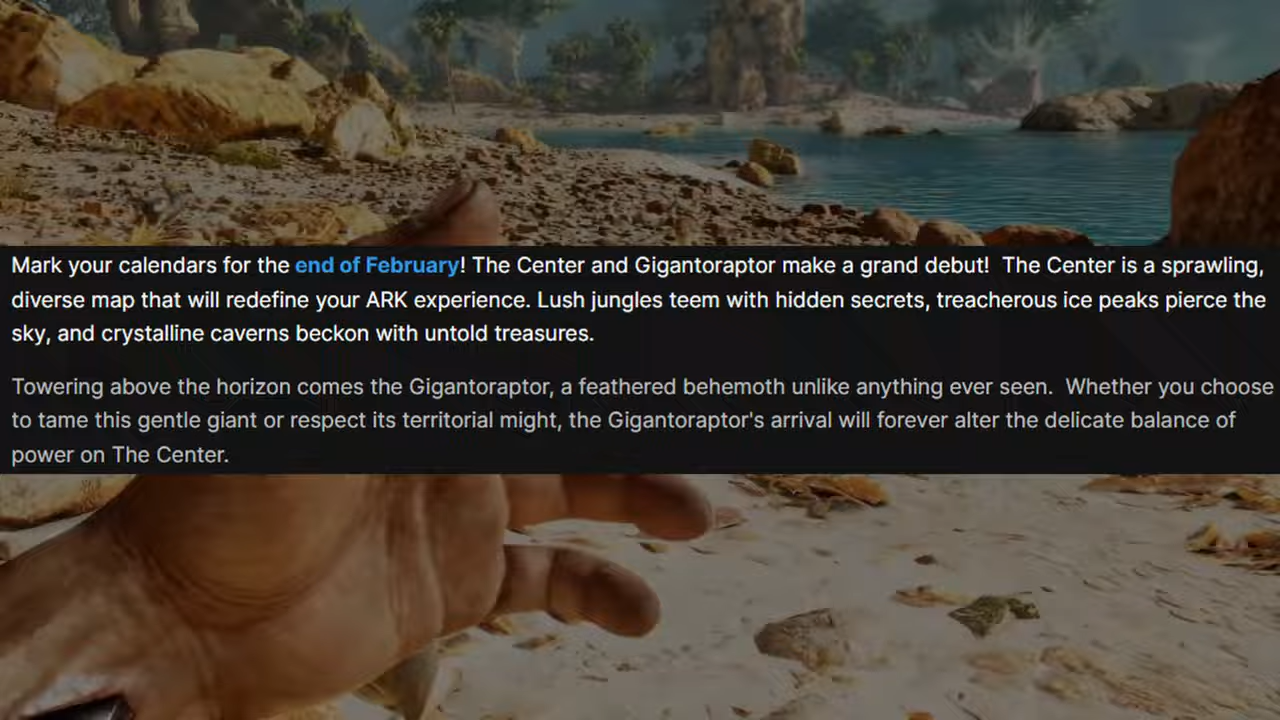 Mark your calendars for the end of February! The Center and Gigantoraptor make a grand debut!  The Center is a sprawling,
diverse map that will redefine your ARK experience. Lush jungles teem with hidden secrets, treacherous ice peaks pierce the
sky, and crystalline caverns beckon with untold treasures.
Towering above the horizon comes the Gigantoraptor, a feathered behemoth unlike anything ever seen.  Whether you choose
to tame this gentle giant or respect its territorial might, the Gigantoraptor's arrival will forever alter the delicate balance of
power on The Center.